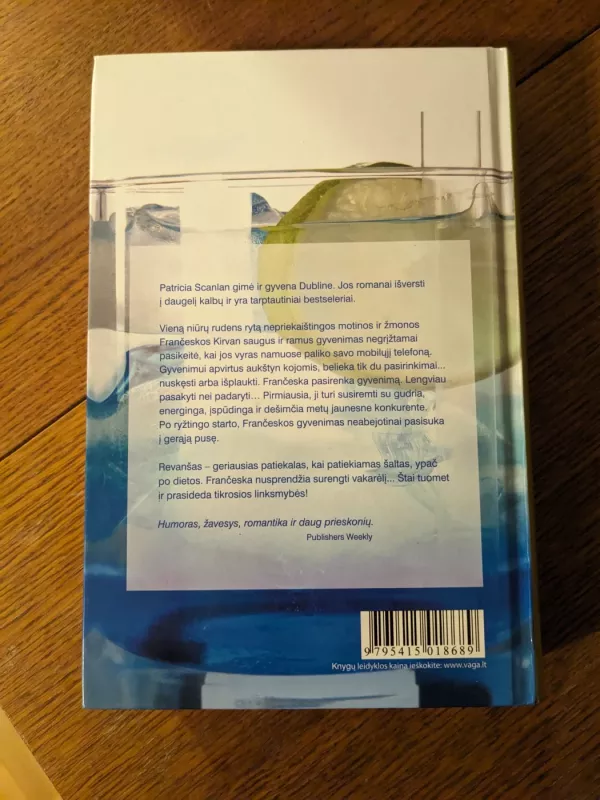 Patricia Scanlan gimė ir gyvena Dubline. Jos romanai išversti
į daugelį kalbų ir yra tarptautiniai bestseleriai.
Vieną niūrų rudens rytą nepriekaištingos motinos ir žmonos
Frančeskos Kirvan saugus ir ramus gyvenimas negrįžtamai
pasikeitė, kai jos vyras namuose paliko savo mobilųjį telefoną.
Gyvenimui apvirtus aukštyn kojomis, belieka tik du pasirinkimai...
nuskęsti arba išplaukti. Frančeska pasirenka gyvenimą. Lengviau
pasakyti nei padaryti... Pirmiausia, ji turi susiremti su gudria,
energinga, įspūdinga ir dešimčia metų jaunesne konkurente.
Po ryžtingo starto, Frančeskos gyvenimas neabejotinai pasisuka
į gerąją pusę.
Revanšas – geriausias patiekalas, kai patiekiamas šaltas, ypač
po dietos. Frančeska nusprendžia surengti vakarėlį... Štai tuomet
ir prasideda tikrosios linksmybės!
Humoras, žavesys, romantika ir daug prieskonių.
Publishers Weekly
9795415018689
Knygų leidyklos kaina ieškokite: www.vaga.lt